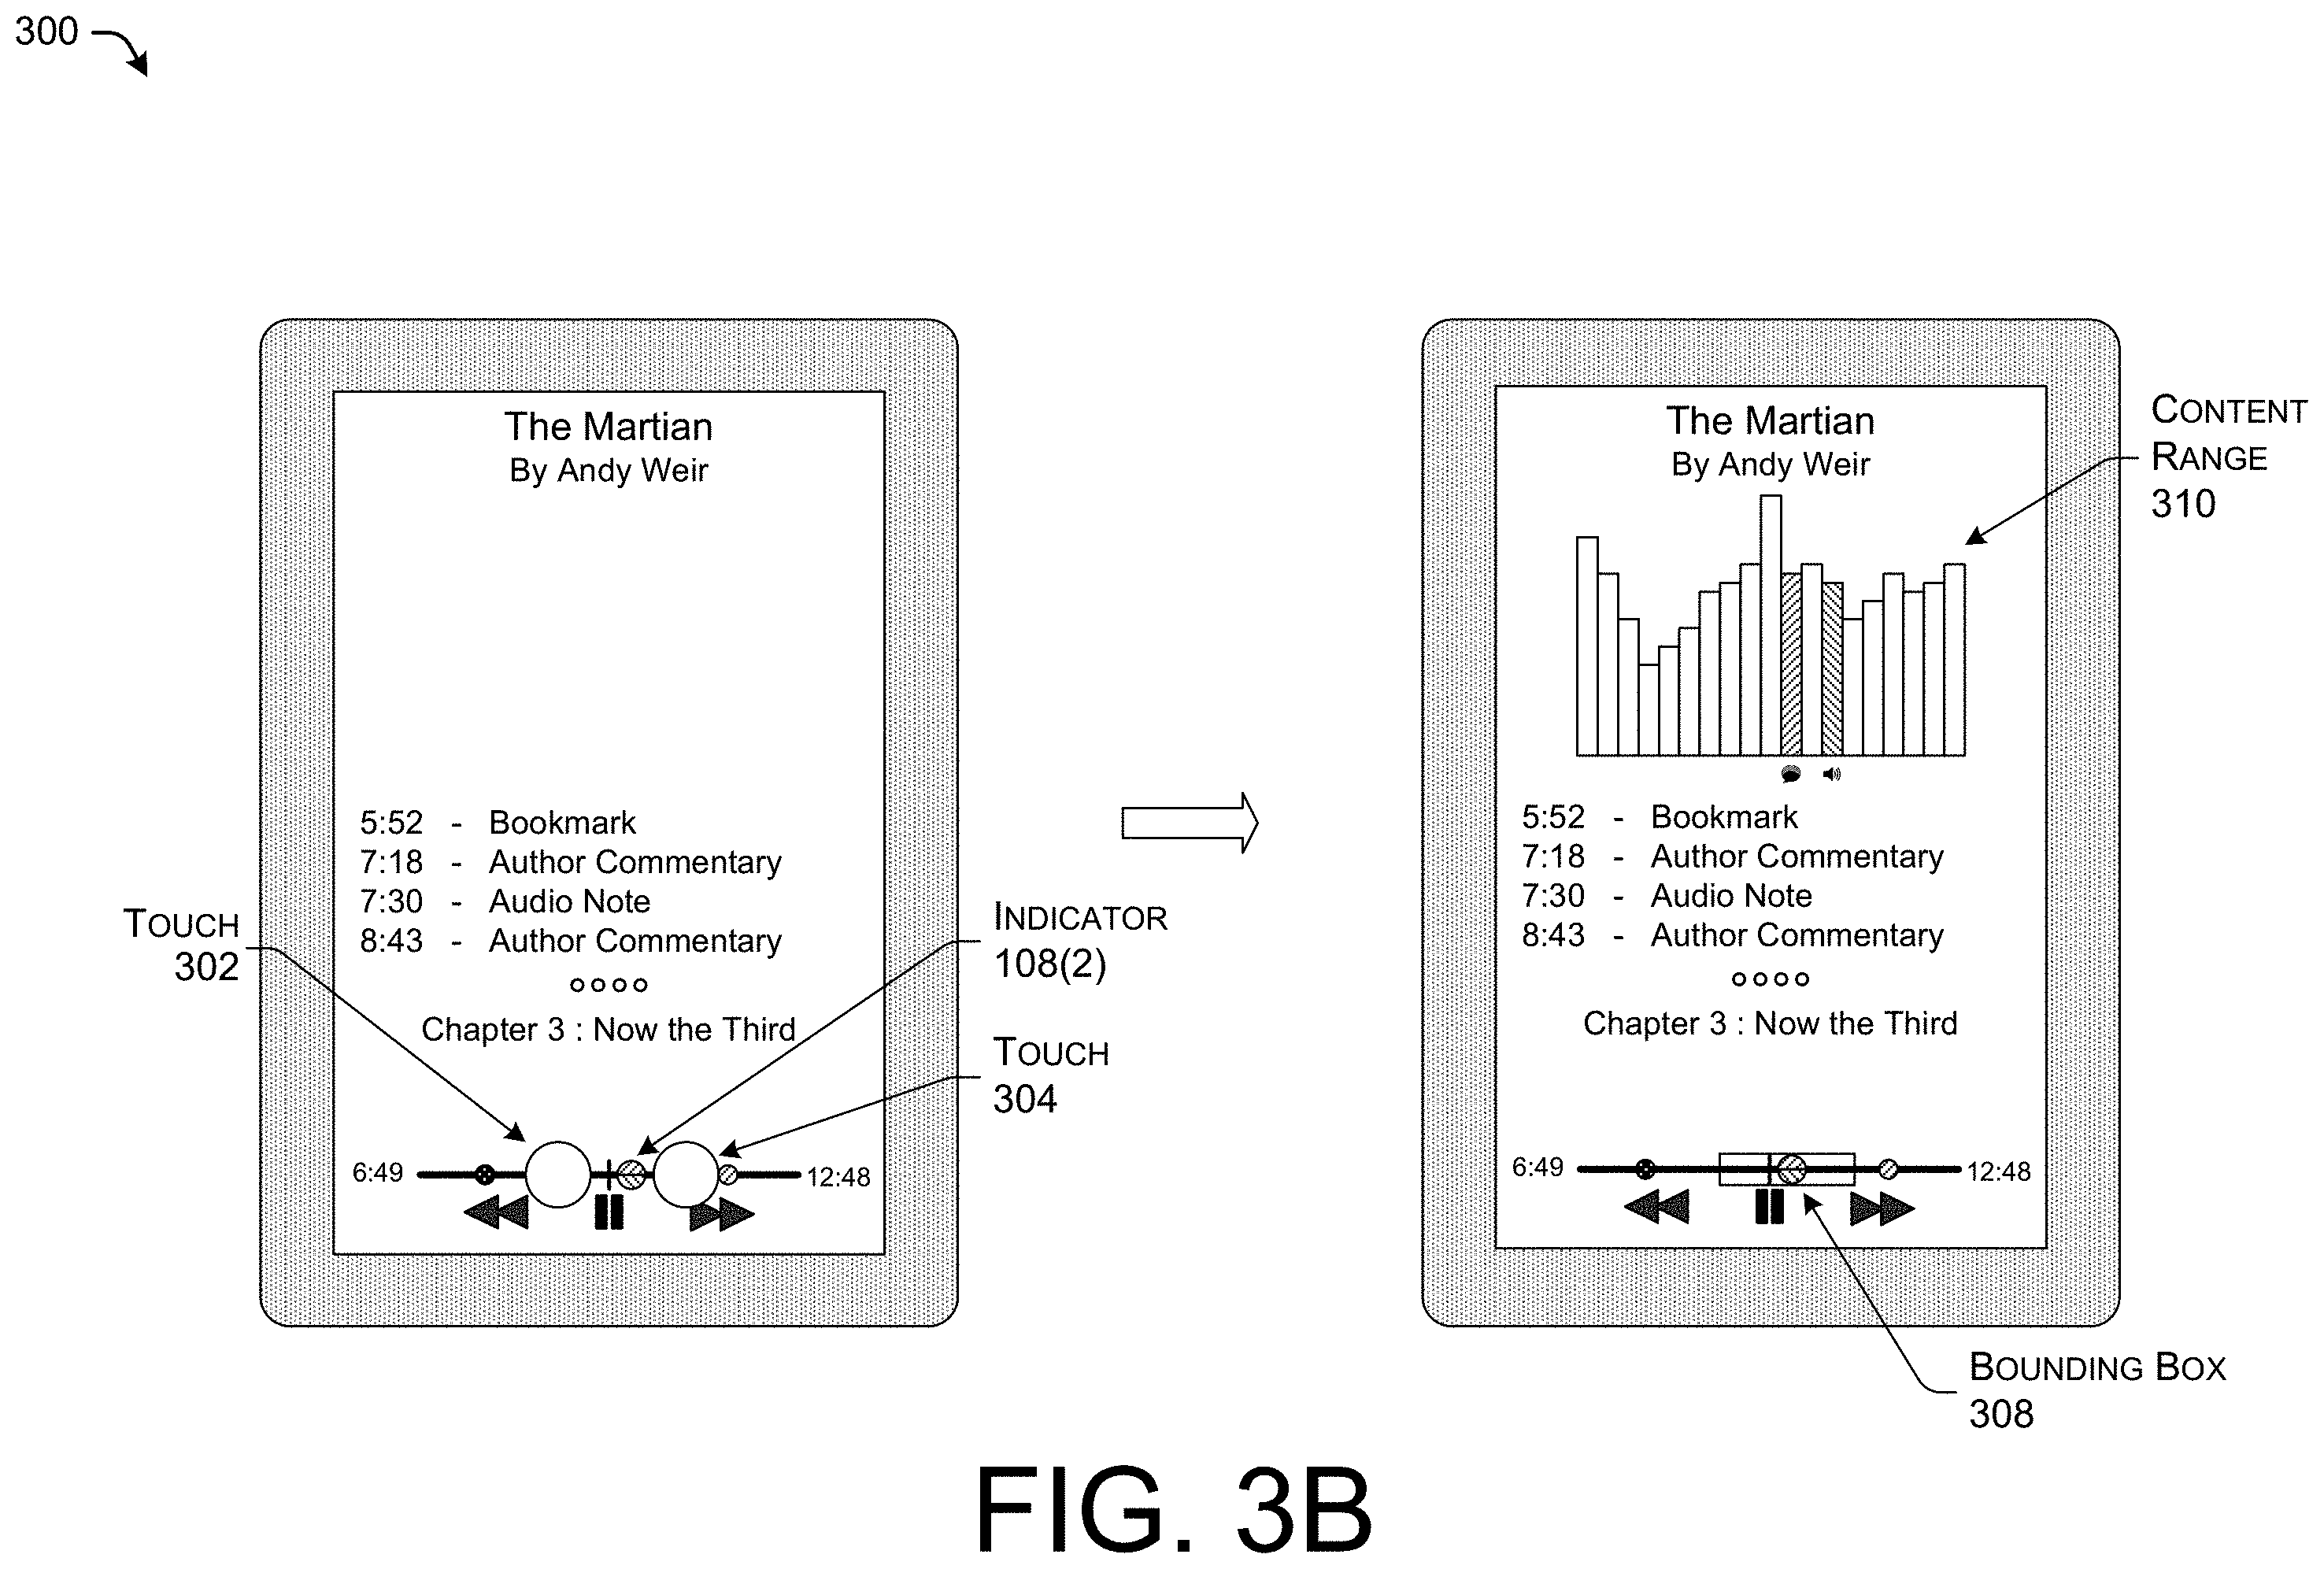 300
The Martian
By Andy Weir
5:52 - Bookmark
7:18 - Author Commentary
7:30 - Audio Note
8:43 - Author Commentary
Chapter 3 : Now the Third
6:49
12:48
TOUCH
302
INDICATOR
108(2)
TOUCH
304
The Martian
By Andy Weir
5:52 - Bookmark
7:18 - Author Commentary
7:30 - Audio Note
8:43 - Author Commentary
Chapter 3 : Now the Third
6:49
12:48
CONTENT
RANGE
310
BOUNDING BOX
308
FIG. 3B